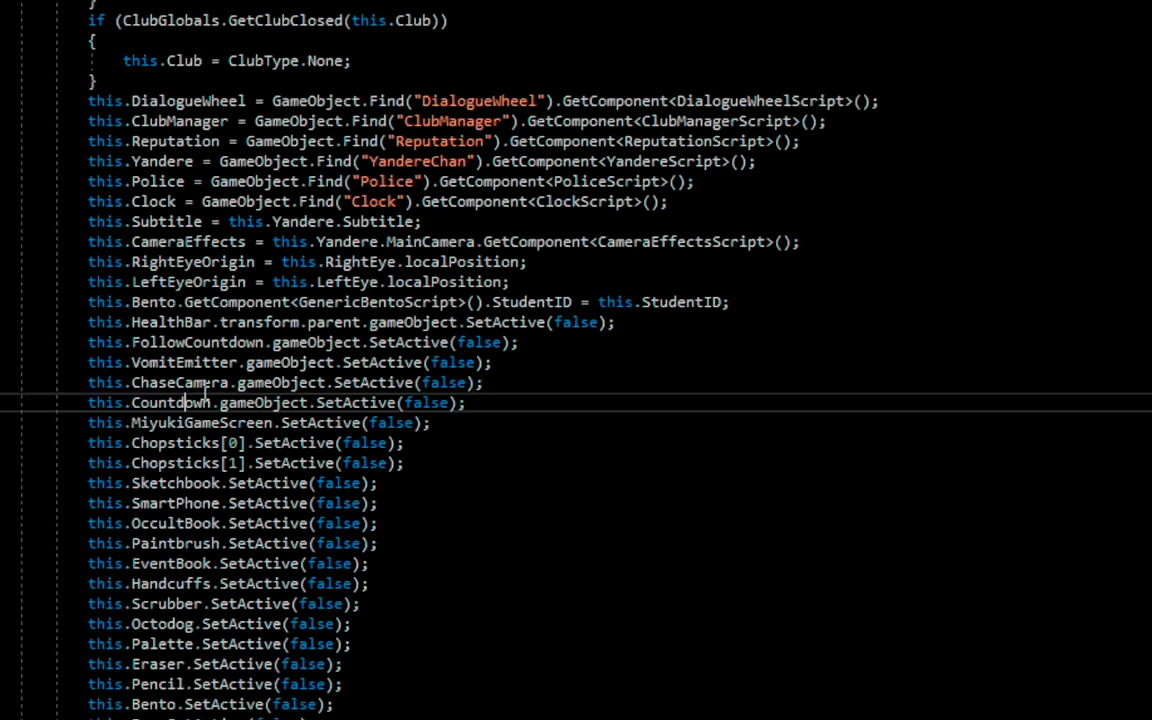 }
if (ClubGlobals.GetClubClosed(this.Club))
{
this.Club = ClubType.None;
}
this.DialogueWheel = GameObject.Find("DialogueWheel").GetComponent<DialogueWheelScript>();
this.ClubManager = GameObject.Find("ClubManager").GetComponent<ClubManagerScript>();
this.Reputation = GameObject.Find("Reputation").GetComponent<ReputationScript>();
this.Yandere = GameObject.Find("YandereChan").GetComponent<YandereScript>();
this.Police = GameObject.Find("Police").GetComponent<PoliceScript>();
this.Clock = GameObject.Find("Clock").GetComponent<ClockScript>();
this.Subtitle = this.Yandere.Subtitle;
this.CameraEffects = this.Yandere.MainCamera.GetComponent<CameraEffectsScript>();
this.RightEyeOrigin = this.RightEye.localPosition;
this.LeftEyeOrigin = this.LeftEye.localPosition;
this.Bento.GetComponent<GenericBentoScript>().StudentID = this.StudentID;
this.HealthBar.transform.parent.gameObject.SetActive(false);
this.FollowCountdown.gameObject.SetActive(false);
this.VomitEmitter.gameObject.SetActive(false);
this.ChaseCamera.gameObject.SetActive(false);
this.Countdown.gameObject.SetActive(false);
this.MiyukiGameScreen.SetActive(false);
this.Chopsticks[0].SetActive(false);
this.Chopsticks[1].SetActive(false);
this.Sketchbook.SetActive(false);
this.SmartPhone.SetActive(false);
this.OccultBook.SetActive(false);
this.Paintbrush.SetActive(false);
this.EventBook.SetActive(false);
this.Handcuffs.SetActive(false);
this.Scrubber.SetActive(false);
this.Octodog.SetActive(false);
this.Palette.SetActive(false);
this.Eraser.SetActive(false);
this.Pencil.SetActive(false);
this.Bento.SetActive(false);